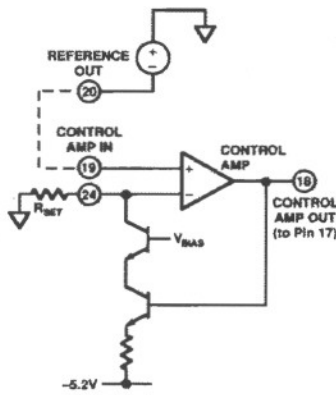 REFERENCE
OUT
+
−
20
CONTROL
AMP IN
CONTROL
AMP
19
+
−
18
24
RSET
CONTROL
AMP OUT
(to Pin 17)
VBIAS
−5.2V